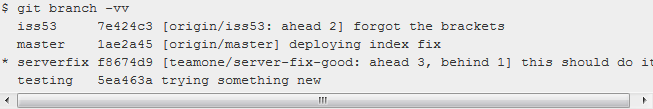 $ git branch -vv
  iss53     7e424c3 [origin/iss53: ahead 2] forgot the brackets
  master    1ae2a45 [origin/master] deploying index fix
* serverfix f8674d9 [teamone/server-fix-good: ahead 3, behind 1] this should do it
  testing   5ea463a trying something new